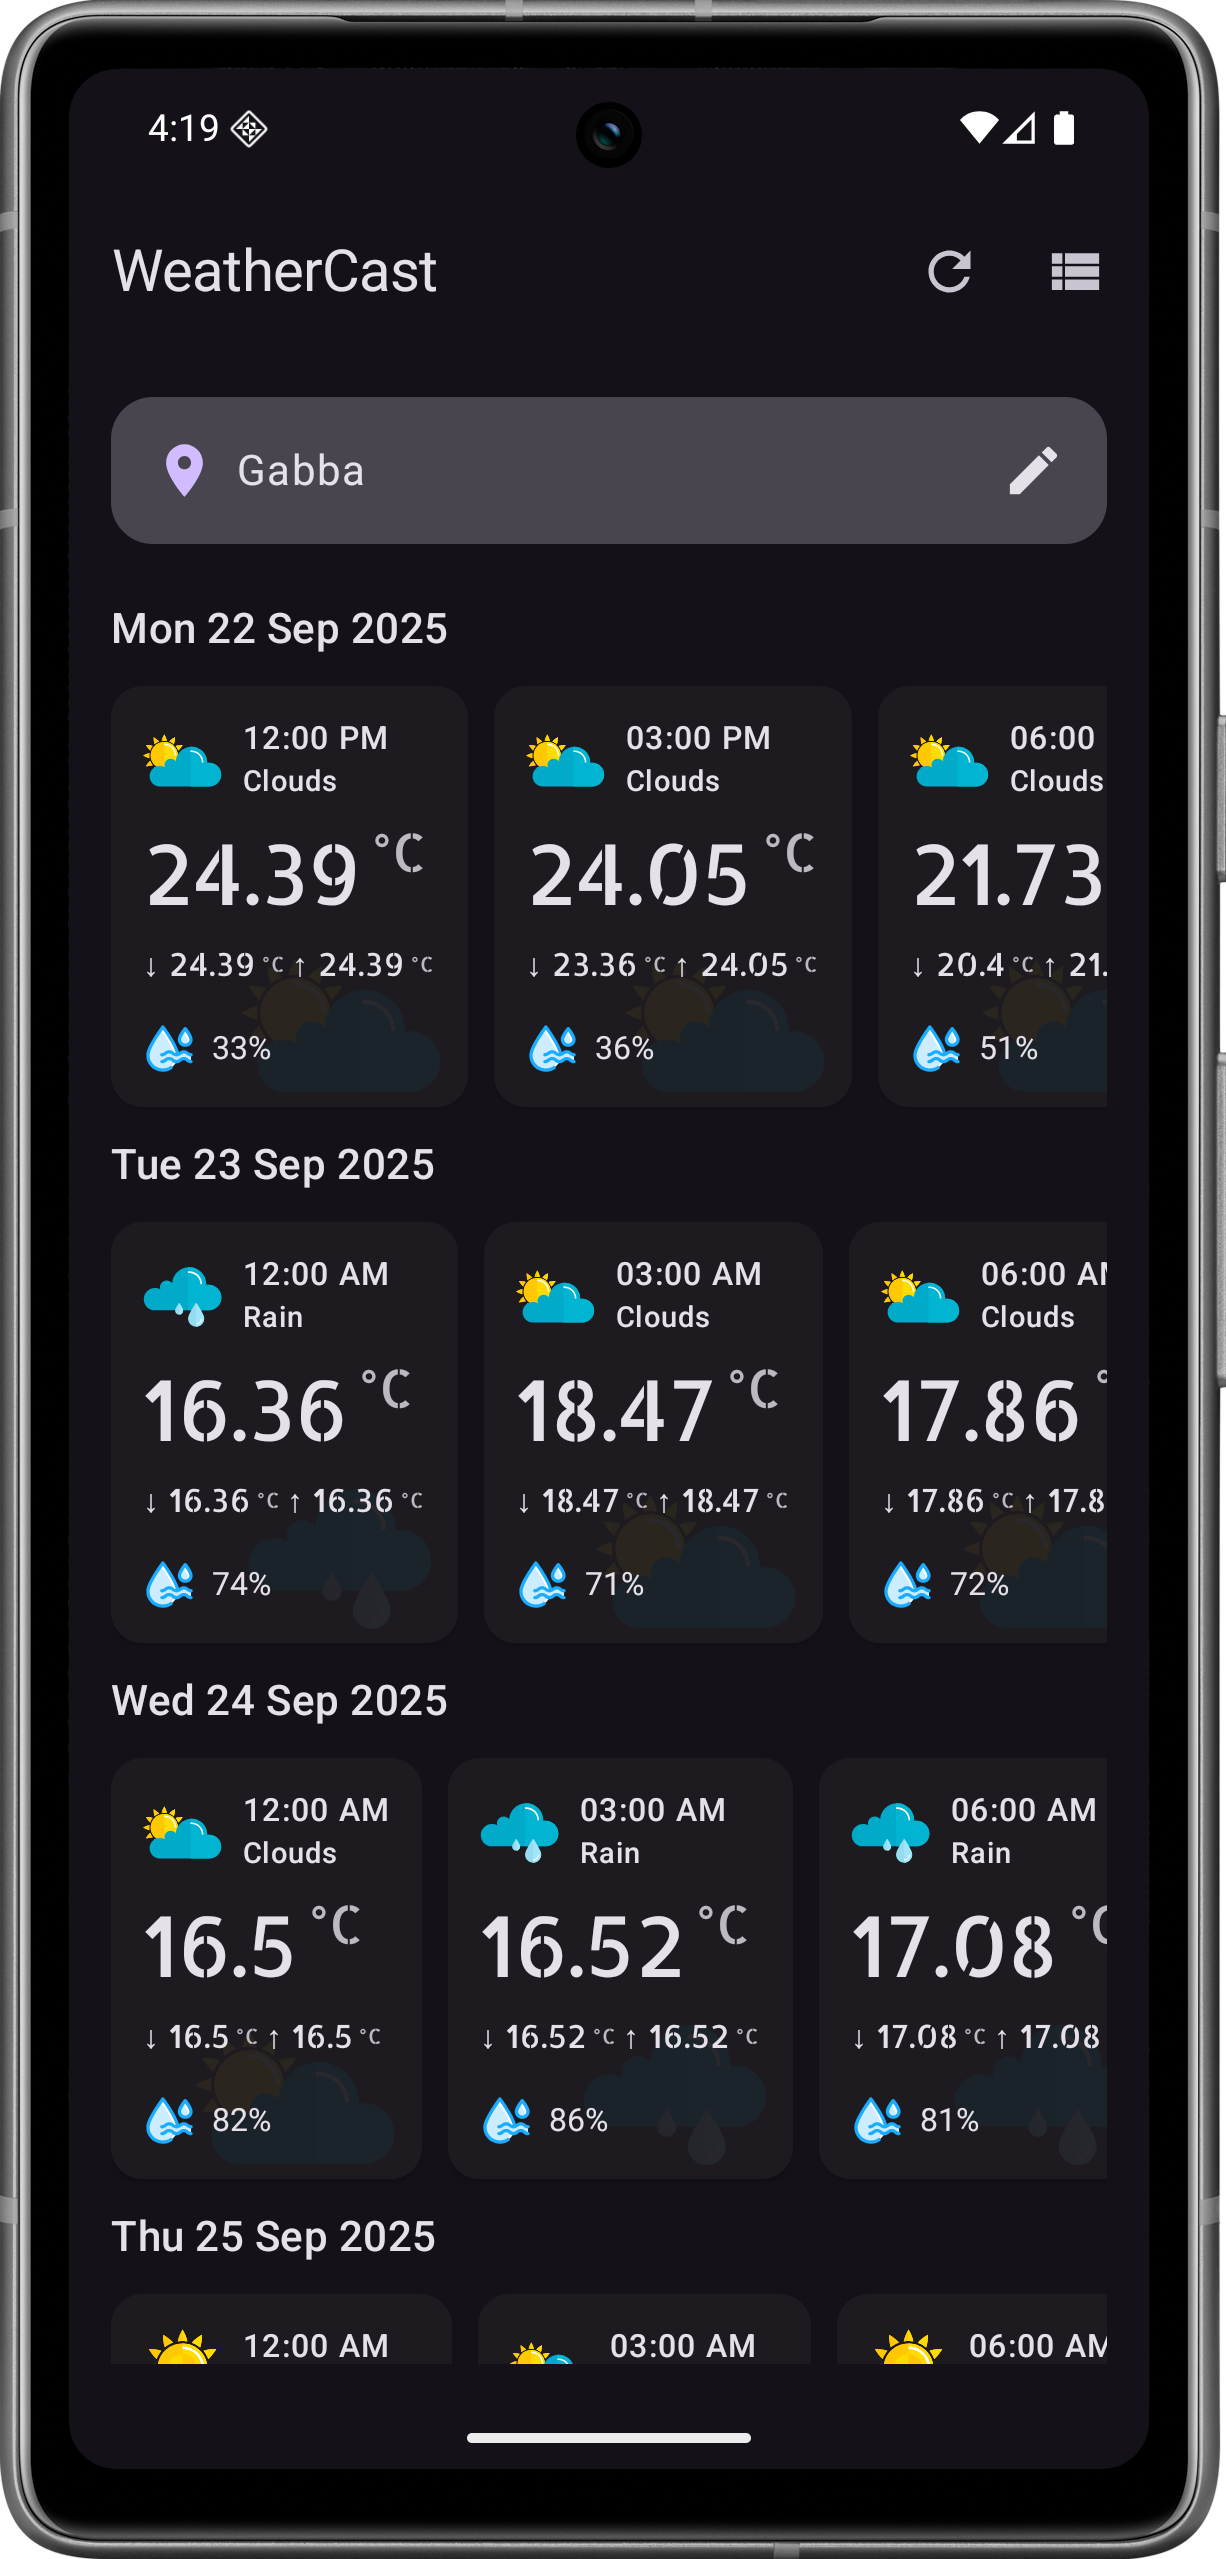 4:19
WeatherCast
Gabba
Mon 22 Sep 2025
12:00 PM 03:00 PM 06:00
Clouds Clouds Clouds
24.39 °C 24.05 °C 21.73
↓ 24.39 °C ↑ 24.39 °C ↓ 23.36 °C ↑ 24.05 °C ↓ 20.4 °C ↑ 21.
33% 36% 51%
Tue 23 Sep 2025
12:00 AM 03:00 AM 06:00 AM
Rain Clouds Clouds
16.36 °C 18.47 °C 17.86 °
↓ 16.36 °C ↑ 16.36 °C ↓ 18.47 °C ↑ 18.47 °C ↓ 17.86 °C ↑ 17.8
74% 71% 72%
Wed 24 Sep 2025
12:00 AM 03:00 AM 06:00 AM
Clouds Rain Rain
16.5 °C 16.52 °C 17.08 °C
↓ 16.5 °C ↑ 16.5 °C ↓ 16.52 °C ↑ 16.52 °C ↓ 17.08 °C ↑ 17.08
82% 86% 81%
Thu 25 Sep 2025
12:00 AM 03:00 AM 06:00 AM